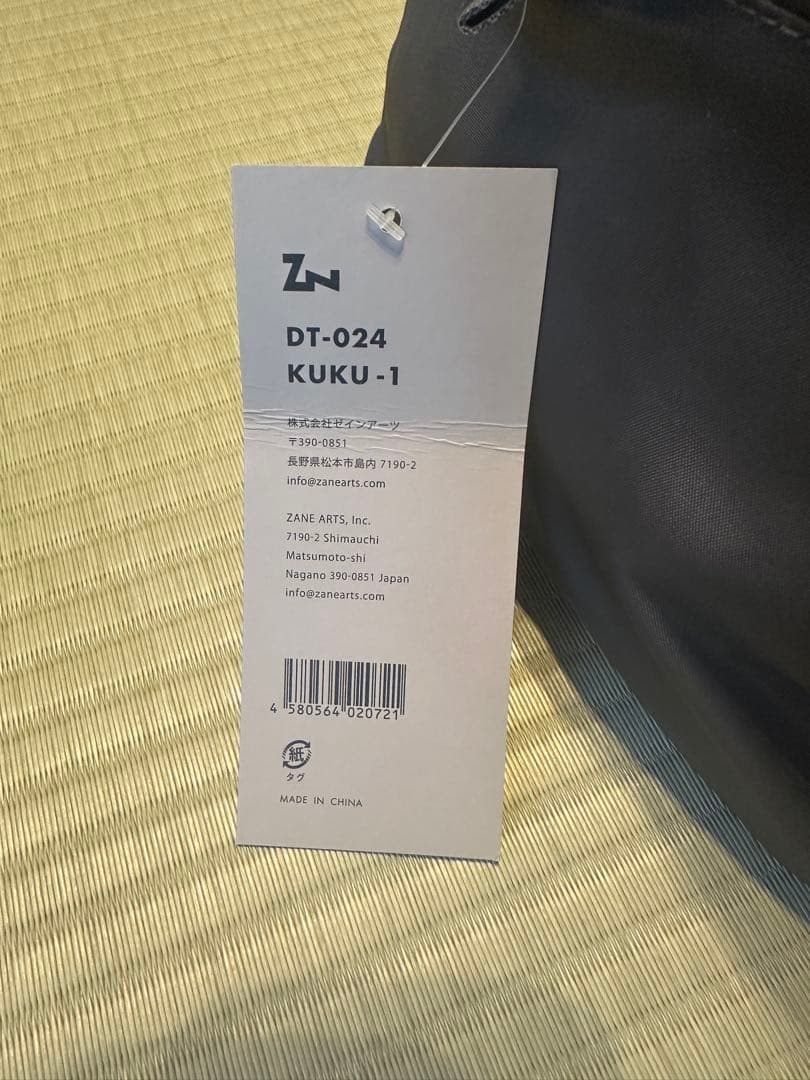 ZN
DT-024
KUKU-1
株式会社ゼインアーツ
〒390-0851
長野県松本市島内 7190-2
info@zanearts.com
ZANE ARTS, Inc.
7190-2 Shimauchi
Matsumoto-shi
Nagano 390-0851 Japan
info@zanearts.com
4 580564 020721
紙
タグ
MADE IN CHINA